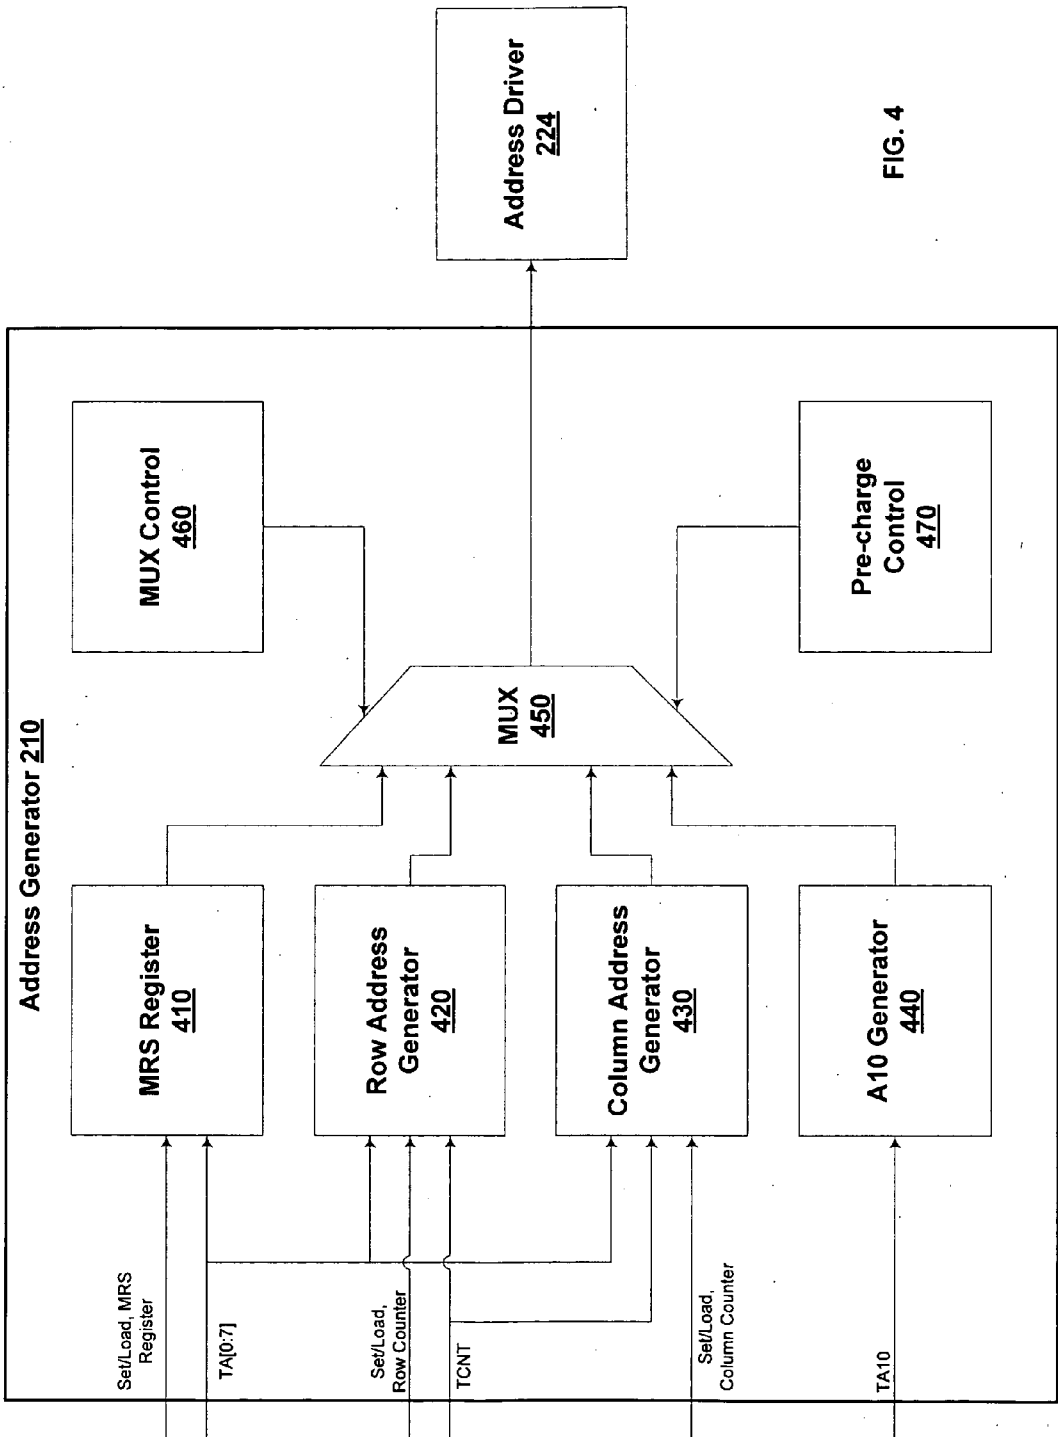 Address Generator 210
Set/Load, MRS
Register
TA[0:7]
Set/Load,
Row Counter
TCNT
Set/Load,
Column Counter
TA10
MRS Register
410
Row Address
Generator
420
Column Address
Generator
430
A10 Generator
440
MUX
450
MUX Control
460
Pre-charge
Control
470
Address Driver
224
FIG. 4